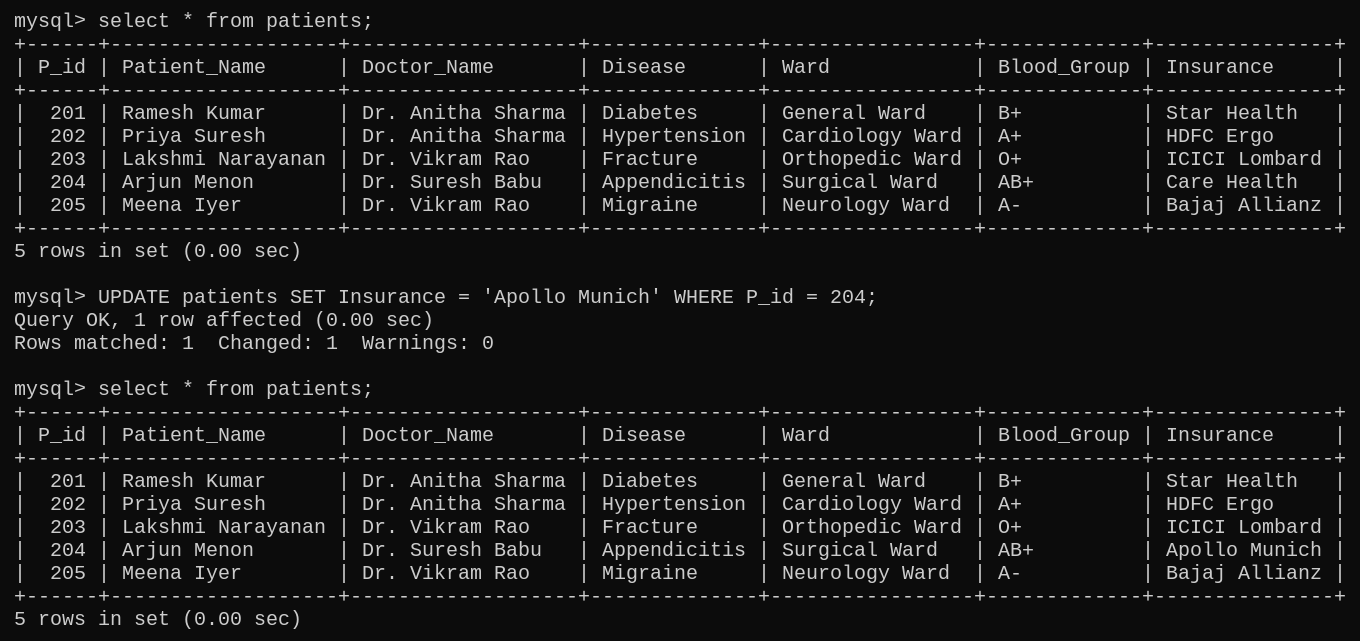 mysql> select * from patients;
+------+-------------------+-------------------+--------------+-----------------+-------------+---------------+
| P_id | Patient_Name      | Doctor_Name       | Disease      | Ward            | Blood_Group | Insurance     |
+------+-------------------+-------------------+--------------+-----------------+-------------+---------------+
|  201 | Ramesh Kumar      | Dr. Anitha Sharma | Diabetes     | General Ward    | B+          | Star Health   |
|  202 | Priya Suresh      | Dr. Anitha Sharma | Hypertension | Cardiology Ward | A+          | HDFC Ergo     |
|  203 | Lakshmi Narayanan | Dr. Vikram Rao    | Fracture     | Orthopedic Ward | O+          | ICICI Lombard |
|  204 | Arjun Menon       | Dr. Suresh Babu   | Appendicitis | Surgical Ward   | AB+         | Care Health   |
|  205 | Meena Iyer        | Dr. Vikram Rao    | Migraine     | Neurology Ward  | A-          | Bajaj Allianz |
+------+-------------------+-------------------+--------------+-----------------+-------------+---------------+
5 rows in set (0.00 sec)

mysql> UPDATE patients SET Insurance = 'Apollo Munich' WHERE P_id = 204;
Query OK, 1 row affected (0.00 sec)
Rows matched: 1  Changed: 1  Warnings: 0

mysql> select * from patients;
+------+-------------------+-------------------+--------------+-----------------+-------------+---------------+
| P_id | Patient_Name      | Doctor_Name       | Disease      | Ward            | Blood_Group | Insurance     |
+------+-------------------+-------------------+--------------+-----------------+-------------+---------------+
|  201 | Ramesh Kumar      | Dr. Anitha Sharma | Diabetes     | General Ward    | B+          | Star Health   |
|  202 | Priya Suresh      | Dr. Anitha Sharma | Hypertension | Cardiology Ward | A+          | HDFC Ergo     |
|  203 | Lakshmi Narayanan | Dr. Vikram Rao    | Fracture     | Orthopedic Ward | O+          | ICICI Lombard |
|  204 | Arjun Menon       | Dr. Suresh Babu   | Appendicitis | Surgical Ward   | AB+         | Apollo Munich |
|  205 | Meena Iyer        | Dr. Vikram Rao    | Migraine     | Neurology Ward  | A-          | Bajaj Allianz |
+------+-------------------+-------------------+--------------+-----------------+-------------+---------------+
5 rows in set (0.00 sec)